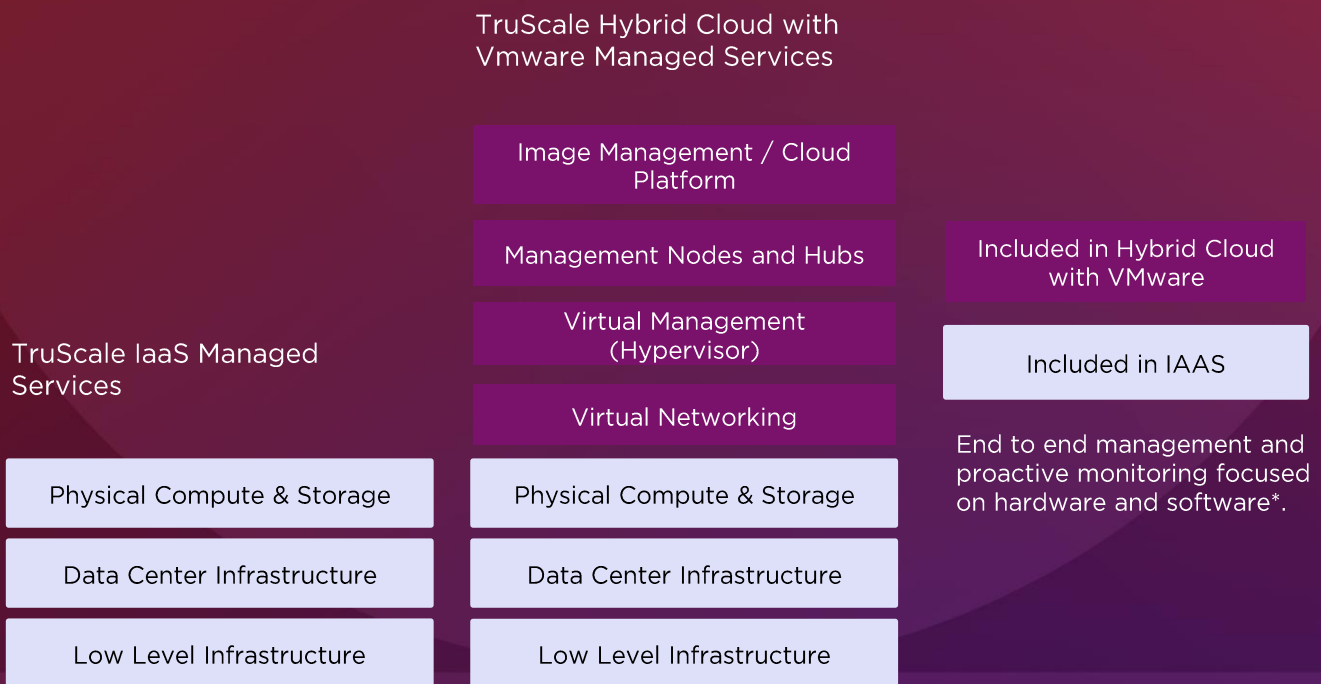 TruScale Hybrid Cloud with
Vmware Managed Services
Image Management / Cloud
Platform
Management Nodes and Hubs
Virtual Management
(Hypervisor)
Virtual Networking
Physical Compute & Storage
Data Center Infrastructure
Low Level Infrastructure
TruScale IaaS Managed
Services
Physical Compute & Storage
Data Center Infrastructure
Low Level Infrastructure
Included in Hybrid Cloud
with VMware
Included in IAAS
End to end management and
proactive monitoring focused
on hardware and software*.